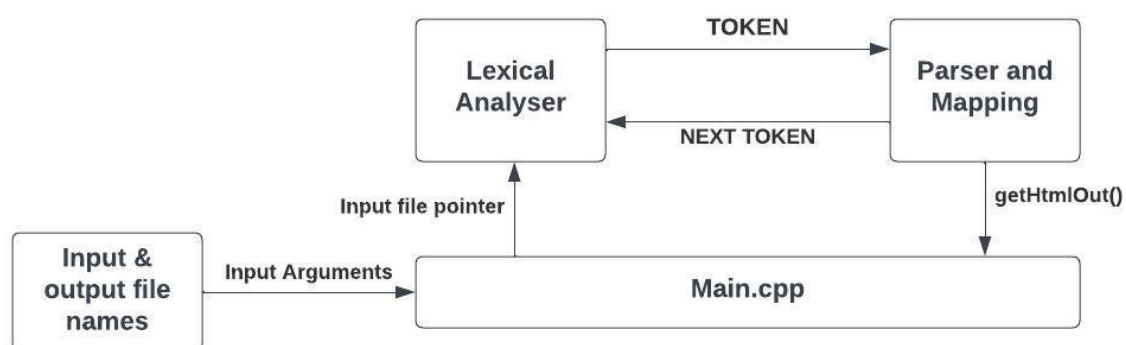 TOKEN
Lexical
Analyser
Parser and
Mapping
NEXT TOKEN
Input file pointer
getHtmlOut()
Input &
output file
names
Input Arguments
Main.cpp